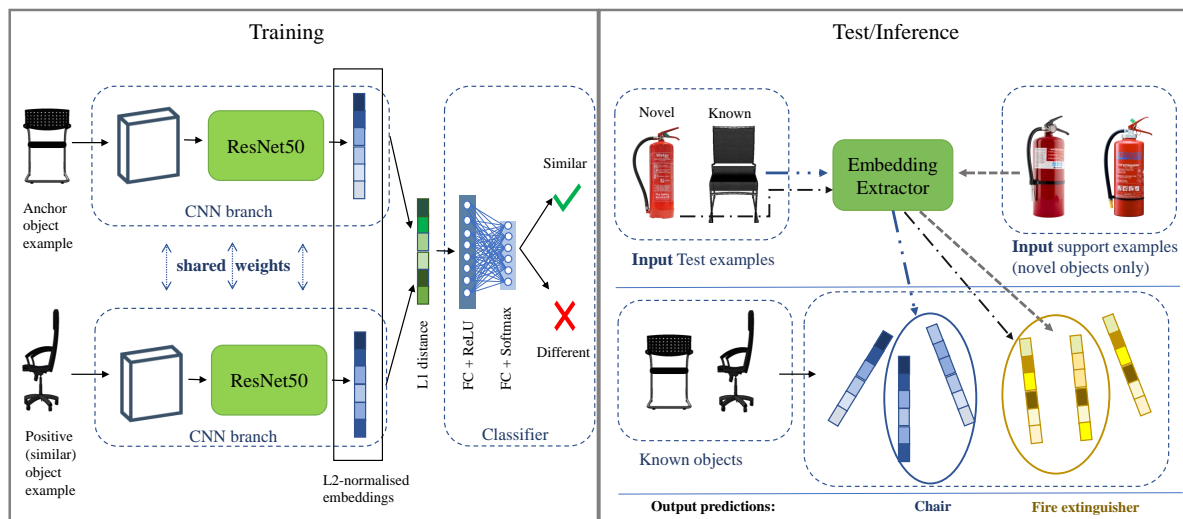 Training
Anchor
object
example
ResNet50
CNN branch
shared weights
Positive
(similar)
object
example
ResNet50
CNN branch
L2-normalised
embeddings
L1 distance
FC + ReLU
FC + Softmax
Similar
Different
Classifier
Test/Inference
Novel
Known
Input Test examples
Embedding
Extractor
Input support examples
(novel objects only)
Known objects
Output predictions:
Chair
Fire extinguisher